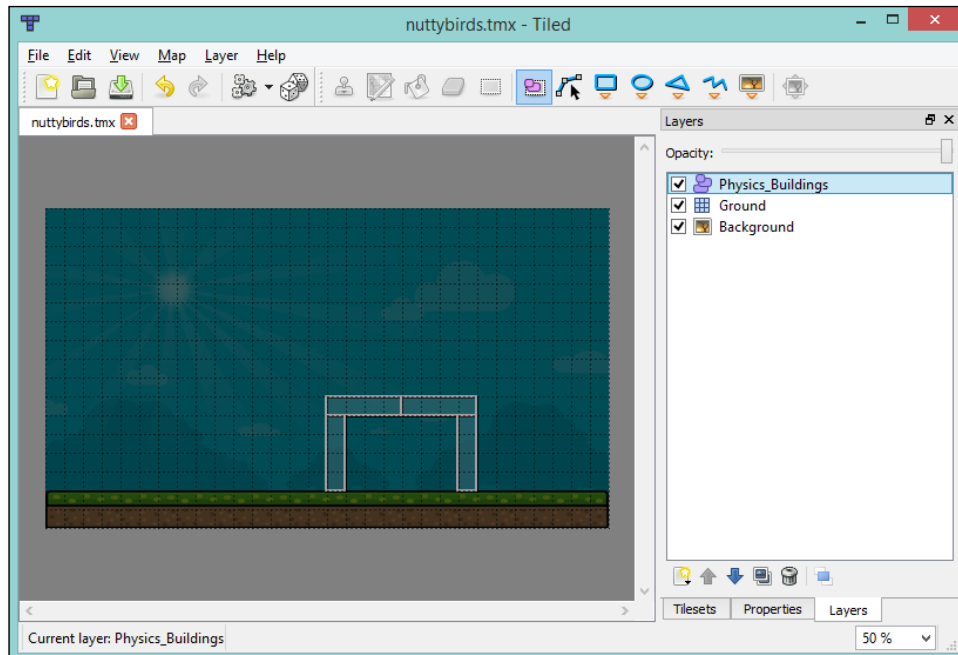 nuttybirds.tmx - Tiled
File Edit View Map Layer Help
nuttybirds.tmx
Layers
Opacity:
Physics_Buildings
Ground
Background
Tilesets Properties Layers
Current layer: Physics_Buildings
50 %